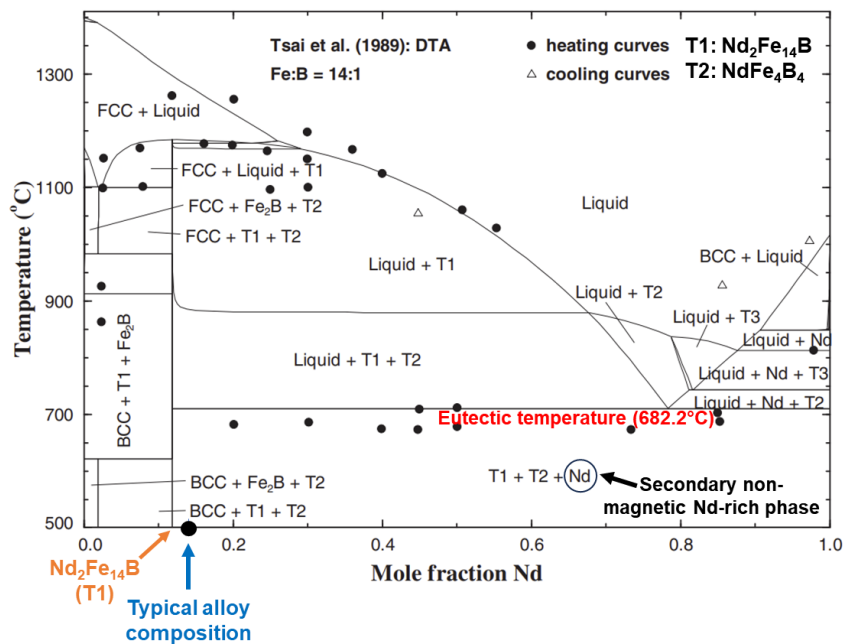 Tsai et al. (1989): DTA
Fe:B = 14:1
● heating curves
△ cooling curves
T1: Nd₂Fe₁₄B
T2: NdFe₄B₄
Temperature (°C)
1300
1100
900
700
500
FCC + Liquid
FCC + Liquid + T1
FCC + Fe₂B + T2
FCC + T1 + T2
Liquid
Liquid + T1
BCC + Liquid
Liquid + T2
Liquid + T3
Liquid + Nd
Liquid + T1 + T2
Liquid + Nd + T3
Liquid + Nd + T2
BCC + T1 + Fe₂B
Eutectic temperature (682.2°C)
T1 + T2 + Nd
Secondary non-
magnetic Nd-rich phase
BCC + Fe₂B + T2
BCC + T1 + T2
0.0
0.2
0.4
0.6
0.8
1.0
Mole fraction Nd
Nd₂Fe₁₄B
(T1)
Typical alloy
composition